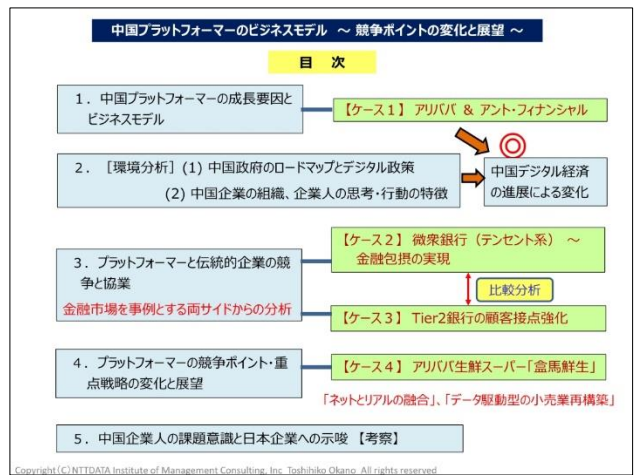 中国プラットフォーマーのビジネスモデル ～ 競争ポイントの変化と展望 ～
目 次
１．中国プラットフォーマーの成長要因と
ビジネスモデル
【ケース１】アリババ ＆ アント・フィナンシャル
２．［環境分析］(1) 中国政府のロードマップとデジタル政策
(2) 中国企業の組織、企業人の思考・行動の特徴
◎
中国デジタル経済
の進展による変化
３．プラットフォーマーと伝統的企業の競
争と協業
金融市場を事例とする両サイドからの分析
【ケース２】微衆銀行（テンセント系） ～
金融包摂の実現
比較分析
【ケース３】Tier2銀行の顧客接点強化
４．プラットフォーマーの競争ポイント・重
点戦略の変化と展望
【ケース４】アリババ生鮮スーパー「盒馬鮮生」
「ネットとリアルの融合」、「データ駆動型の小売業再構築」
５．中国企業人の課題意識と日本企業への示唆 【考察】
Copyright (C) NTTDATA Institute of Management Consulting, Inc Toshihiko Okano All rights reserved